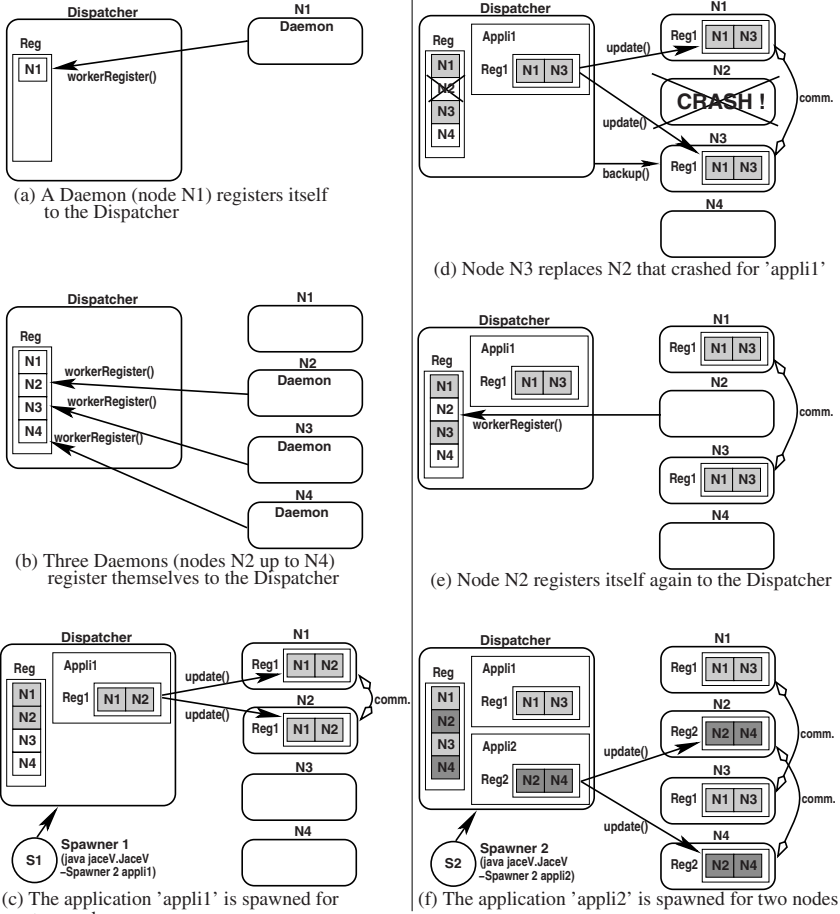 Dispatcher
Reg
N1
workerRegister()
N1
Daemon
(a) A Daemon (node N1) registers itself
to the Dispatcher
Dispatcher
Reg
N1
N2
N3
N4
workerRegister()
workerRegister()
workerRegister()
N1
N2
Daemon
N3
Daemon
N4
Daemon
(b) Three Daemons (nodes N2 up to N4)
register themselves to the Dispatcher
Dispatcher
Reg
N1
N2
N3
N4
Appli1
Reg1 N1 N2
update()
update()
N1
Reg1 N1 N2
N2
Reg1 N1 N2
comm.
N3
N4
S1
Spawner 1
(java jaceV.JaceV
–Spawner 2 appli1)
(c) The application 'appli1' is spawned for
Dispatcher
Reg
N1
N2
N3
N4
Appli1
Reg1 N1 N3
update()
update()
backup()
N1
Reg1 N1 N3
N2
CRASH !
comm.
N3
Reg1 N1 N3
N4
(d) Node N3 replaces N2 that crashed for 'appli1'
Dispatcher
Reg
N1
N2
N3
N4
Appli1
Reg1 N1 N3
workerRegister()
N1
Reg1 N1 N3
N2
comm.
N3
Reg1 N1 N3
N4
(e) Node N2 registers itself again to the Dispatcher
Dispatcher
Reg
N1
N2
N3
N4
Appli1
Reg1 N1 N3
Appli2
Reg2 N2 N4
update()
update()
N1
Reg1 N1 N3
N2
Reg2 N2 N4
comm.
N3
Reg1 N1 N3
comm.
N4
Reg2 N2 N4
S2
Spawner 2
(java jaceV.JaceV
–Spawner 2 appli2)
(f) The application 'appli2' is spawned for two nodes